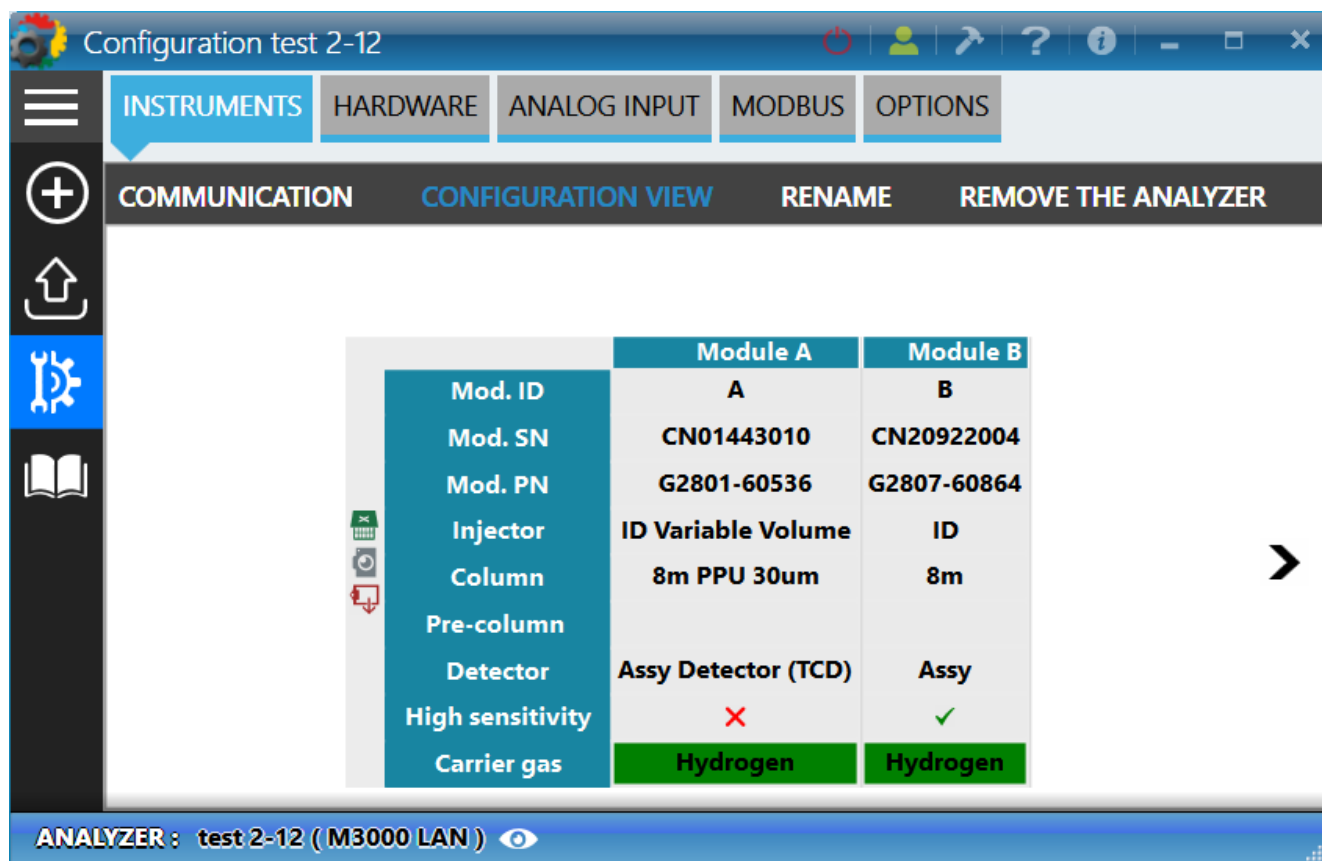 Configuration test 2-12
INSTRUMENTS HARDWARE ANALOG INPUT MODBUS OPTIONS
COMMUNICATION CONFIGURATION VIEW RENAME REMOVE THE ANALYZER
Module A Module B
Mod. ID A B
Mod. SN CN01443010 CN20922004
Mod. PN G2801-60536 G2807-60864
Injector ID Variable Volume ID
Column 8m PPU 30um 8m
Pre-column
Detector Assy Detector (TCD) Assy
High sensitivity
Carrier gas Hydrogen Hydrogen
ANALYZER : test 2-12 ( M3000 LAN )